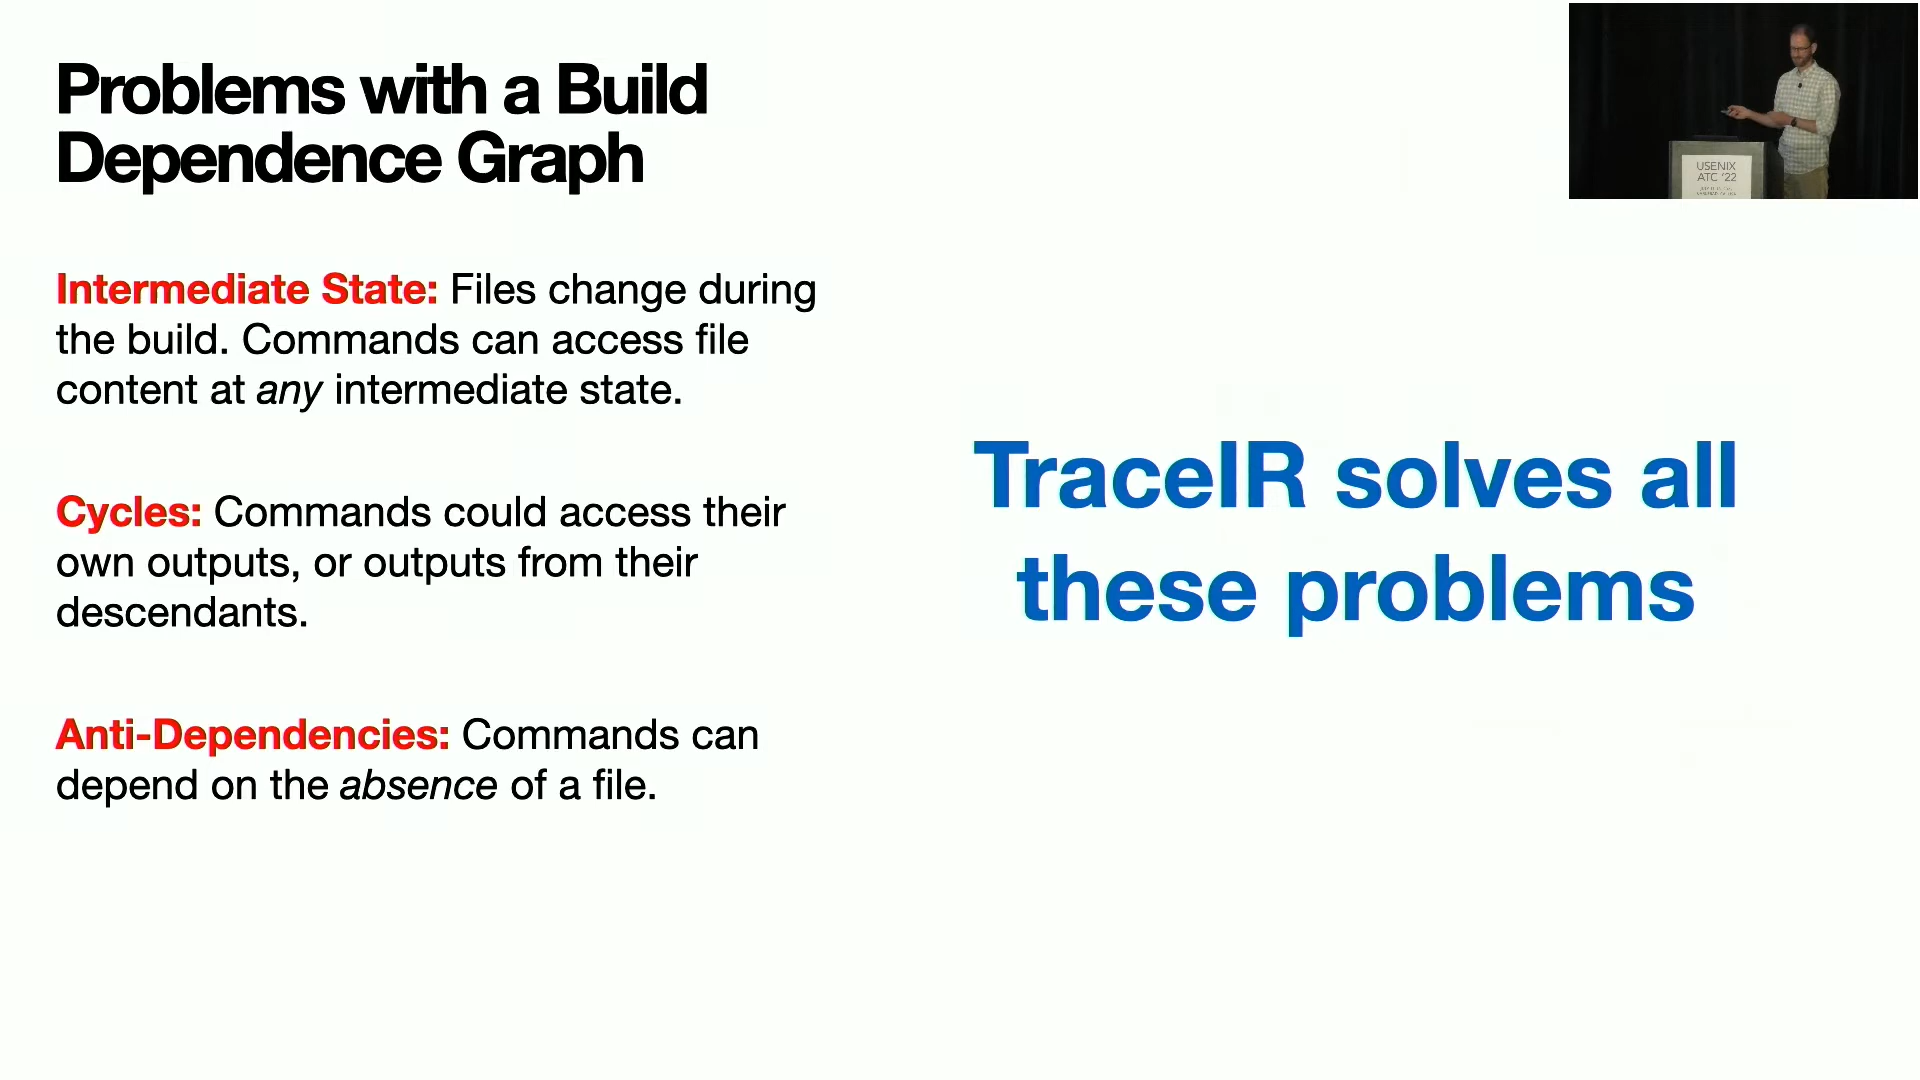 Problems with a Build
Dependence Graph
Intermediate State: Files change during
the build. Commands can access file
content at any intermediate state.
Cycles: Commands could access their
own outputs, or outputs from their
descendants.
Anti-Dependencies: Commands can
depend on the absence of a file.
TraceIR solves all
these problems
USENIX
ATC '22